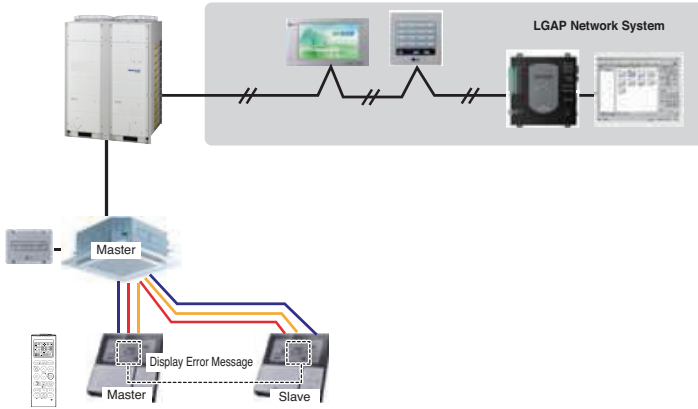 LGAP Network System
Master
Display Error Message
Master
Slave